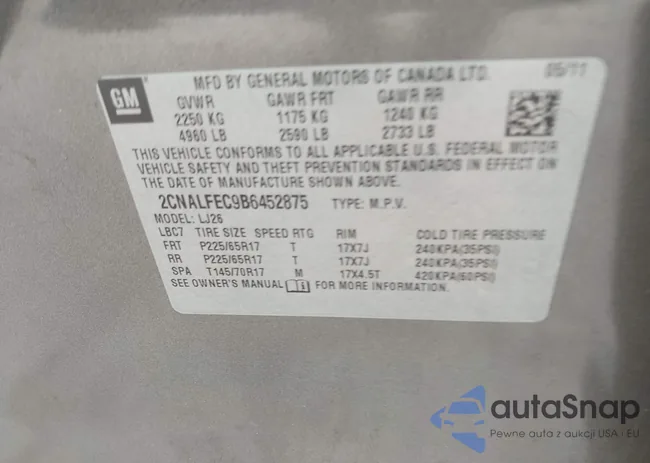 GM
MFD BY GENERAL MOTORS OF CANADA LTD. 05/11
GVWR GAWR FRT GAWR RR
2250 KG 1175 KG 1240 KG
4960 LB 2590 LB 2733 LB
THIS VEHICLE CONFORMS TO ALL APPLICABLE U.S. FEDERAL MOTOR
VEHICLE SAFETY AND THEFT PREVENTION STANDARDS IN EFFECT ON
THE DATE OF MANUFACTURE SHOWN ABOVE.
2CNALFEC9B6452875 TYPE: M.P.V.
MODEL: LJ26
LBC7 TIRE SIZE SPEED RTG RIM COLD TIRE PRESSURE
FRT P225/65R17 T 17X7J 240KPA(35PSI)
RR P225/65R17 T 17X7J 240KPA(35PSI)
SPA T145/70R17 M 17X4.5T 420KPA(60PSI)
SEE OWNER'S MANUAL FOR MORE INFORMATION.
autaSnap
Pewne auta z aukcji USA i EU